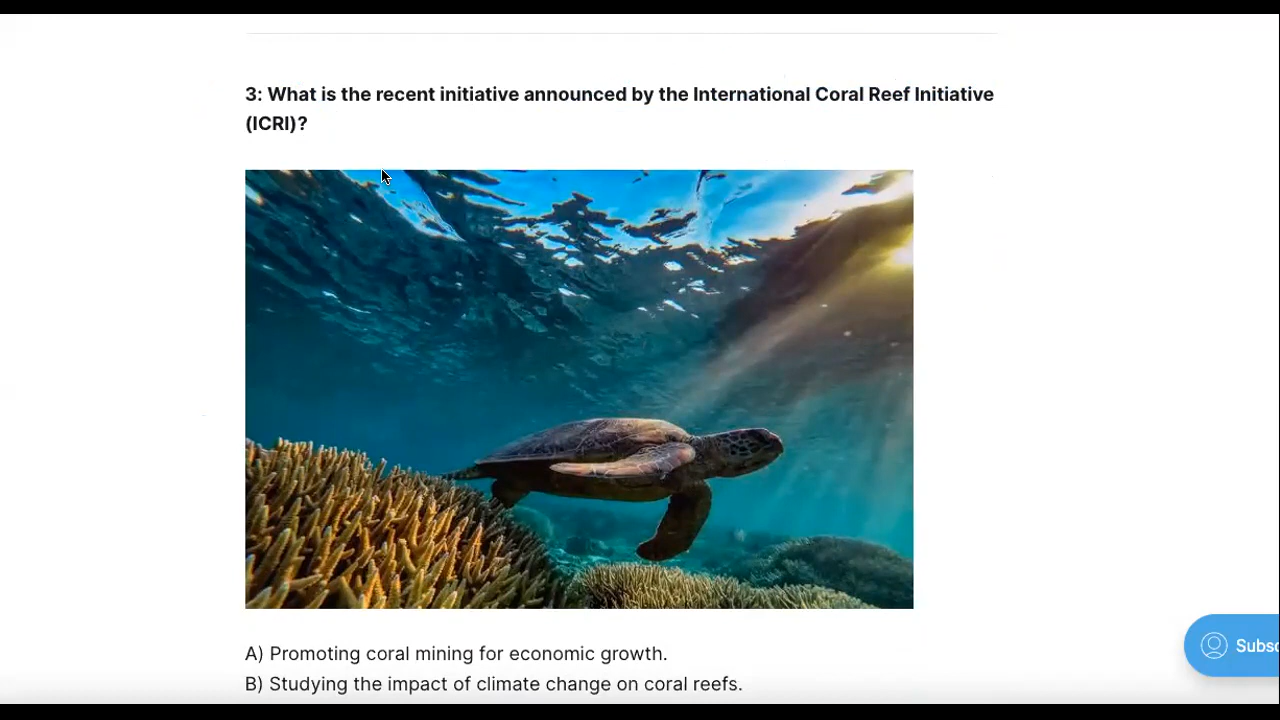 3: What is the recent initiative announced by the International Coral Reef Initiative
(ICRI)?
A) Promoting coral mining for economic growth.
B) Studying the impact of climate change on coral reefs.